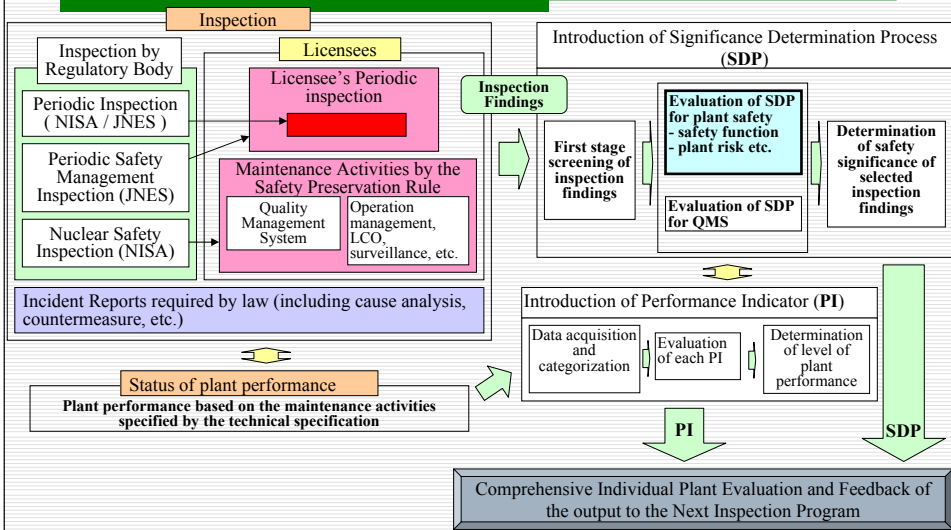 Inspection
Inspection by
Regulatory Body
Periodic Inspection
( NISA / JNES )
Periodic Safety
Management
Inspection (JNES)
Nuclear Safety
Inspection (NISA)
Licensees
Licensee's Periodic
inspection
Maintenance Activities by the
Safety Preservation Rule
Quality
Management
System
Operation
management,
LCO,
surveillance, etc.
Incident Reports required by law (including cause analysis,
countermeasure, etc.)
Inspection
Findings
Introduction of Significance Determination Process
(SDP)
First stage
screening of
inspection
findings
Evaluation of SDP
for plant safety
- safety function
- plant risk etc.
Evaluation of SDP
for QMS
Determination
of safety
significance of
selected
inspection
findings
Status of plant performance
Plant performance based on the maintenance activities
specified by the technical specification
Introduction of Performance Indicator (PI)
Data acquisition
and
categorization
Evaluation
of each PI
Determination
of level of
plant
performance
PI
SDP
Comprehensive Individual Plant Evaluation and Feedback of
the output to the Next Inspection Program